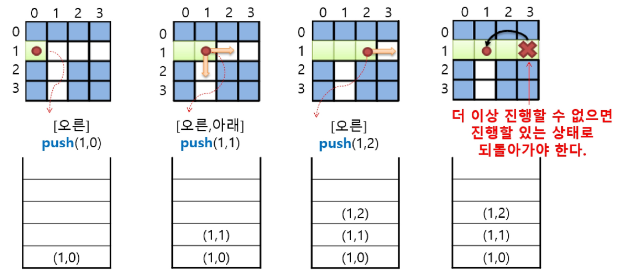 0 1 2 3
0
1
2
3
[오른]
push(1,0)
(1,0)
0 1 2 3
0
1
2
3
[오른,아래]
push(1,1)
(1,1)
(1,0)
0 1 2 3
0
1
2
3
[오른]
push(1,2)
(1,2)
(1,1)
(1,0)
0 1 2 3
0
1
2
3
더 이상 진행할 수 없으면
진행할 있는 상태로
되돌아가야 한다.
(1,2)
(1,1)
(1,0)